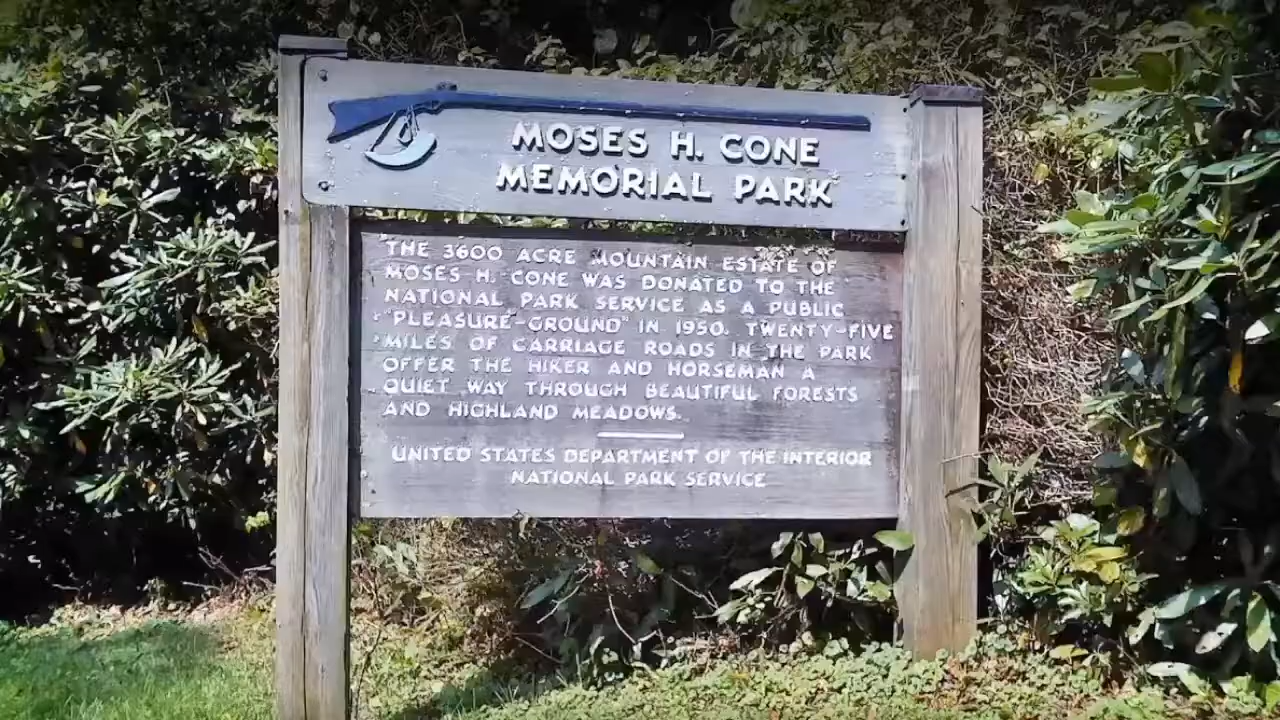 MOSES H. CONE
MEMORIAL PARK
THE 3600 ACRE MOUNTAIN ESTATE OF
MOSES H. CONE WAS DONATED TO THE
NATIONAL PARK SERVICE AS A PUBLIC
"PLEASURE-GROUND" IN 1950. TWENTY-FIVE
MILES OF CARRIAGE ROADS IN THE PARK
OFFER THE HIKER AND HORSEMAN A
QUIET WAY THROUGH BEAUTIFUL FORESTS
AND HIGHLAND MEADOWS.
UNITED STATES DEPARTMENT OF THE INTERIOR
NATIONAL PARK SERVICE